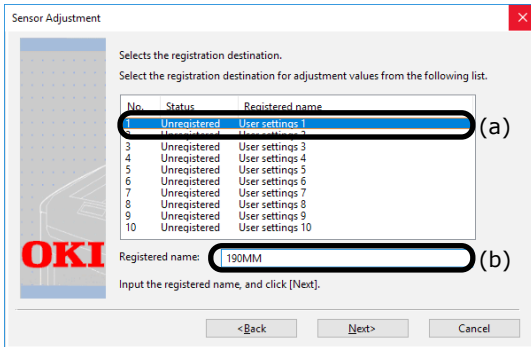 Sensor Adjustment
Selects the registration destination.
Select the registration destination for adjustment values from the following list.
No. Status Registered name
1 Unregistered User settings 1 (a)
2 Unregistered User settings 2
3 Unregistered User settings 3
4 Unregistered User settings 4
5 Unregistered User settings 5
6 Unregistered User settings 6
7 Unregistered User settings 7
8 Unregistered User settings 8
9 Unregistered User settings 9
10 Unregistered User settings 10
OKI
Registered name: 190MM (b)
Input the registered name, and click [Next].
<Back Next> Cancel